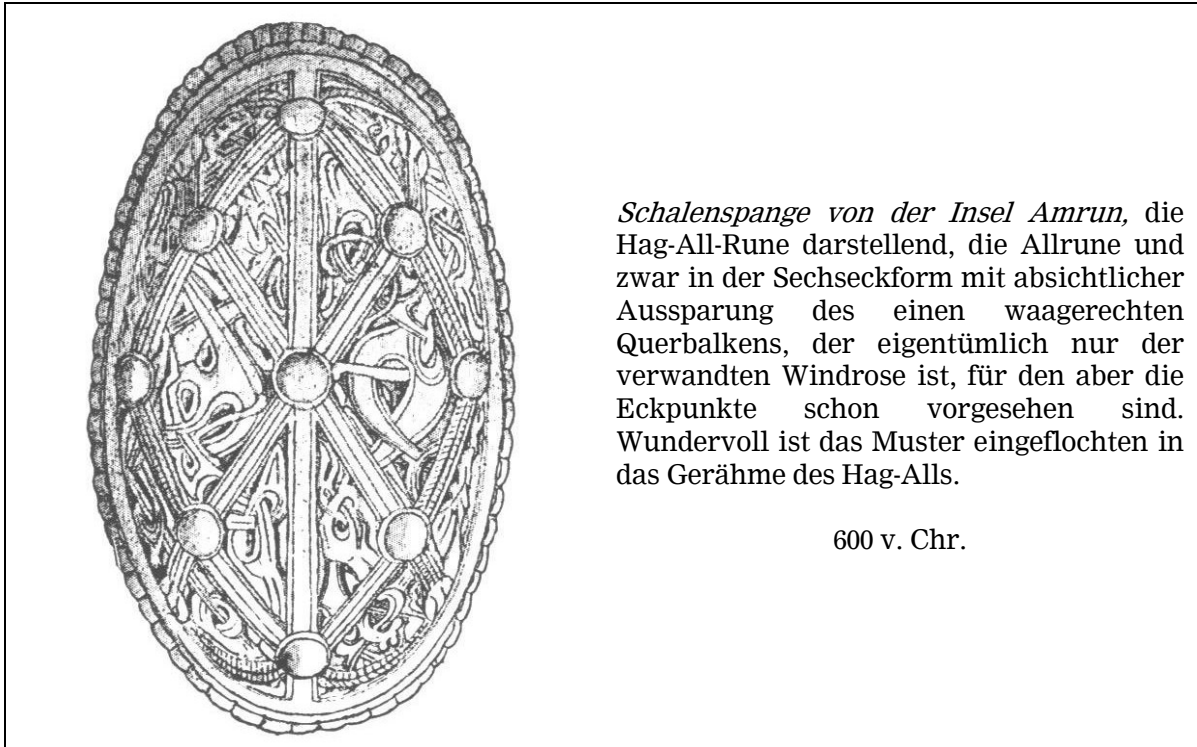 Schalenspange von der Insel Amrun, die
Hag-All-Rune darstellend, die Allrune und
zwar in der Sechseckform mit absichtlicher
Aussparung des einen waagerechten
Querbalkens, der eigentümlich nur der
verwandten Windrose ist, für den aber die
Eckpunkte schon vorgesehen sind.
Wundervoll ist das Muster eingeflochten in
das Gerähme des Hag-Alls.
600 v. Chr.